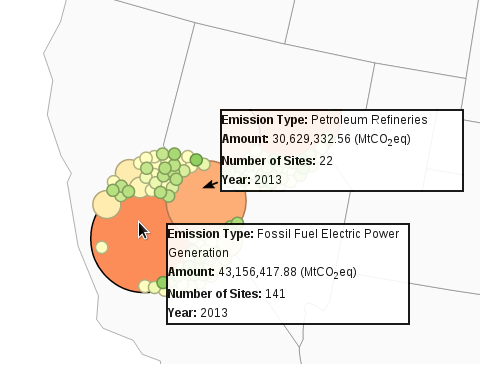 Emission Type: Petroleum Refineries
Amount: 30,629,332.56 (MtCO₂eq)
Number of Sites: 22
Year: 2013
Emission Type: Fossil Fuel Electric Power
Generation
Amount: 43,156,417.88 (MtCO₂eq)
Number of Sites: 141
Year: 2013